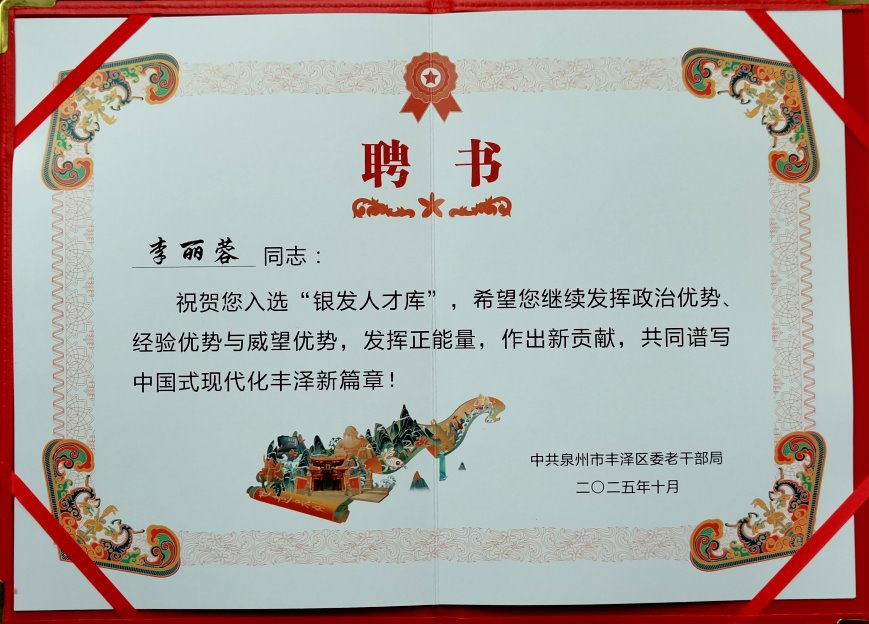 聘书
李丽蓉 同志：
祝贺您入选“银发人才库”，希望您继续发挥政治优势、
经验优势与威望优势，发挥正能量，作出新贡献，共同谱写
中国式现代化丰泽新篇章！
中共泉州市丰泽区委老干部局
二〇二五年十月